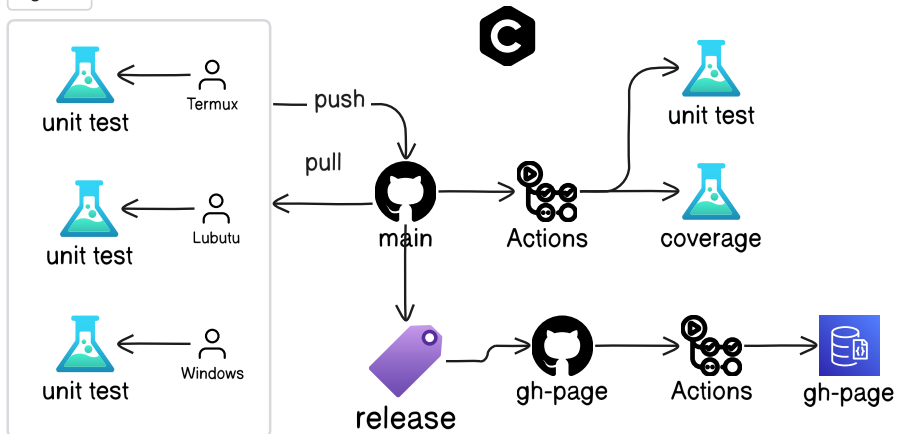 unit test
Termux
push
unit test
pull
unit test
Lubutu
main
Actions
coverage
unit test
Windows
release
gh-page
Actions
gh-page